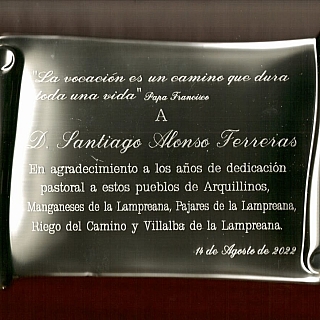 "La vocación es un camino que dura
toda una vida" Papa Francisco
A
D. Santiago Alonso Ferreras
En agradecimiento a los años de dedicación
pastoral a estos pueblos de Arquillinos,
Manganeses de la Lampreana, Pajares de la Lampreana,
Riego del Camino y Villalba de la Lampreana.
14 de Agosto de 2022